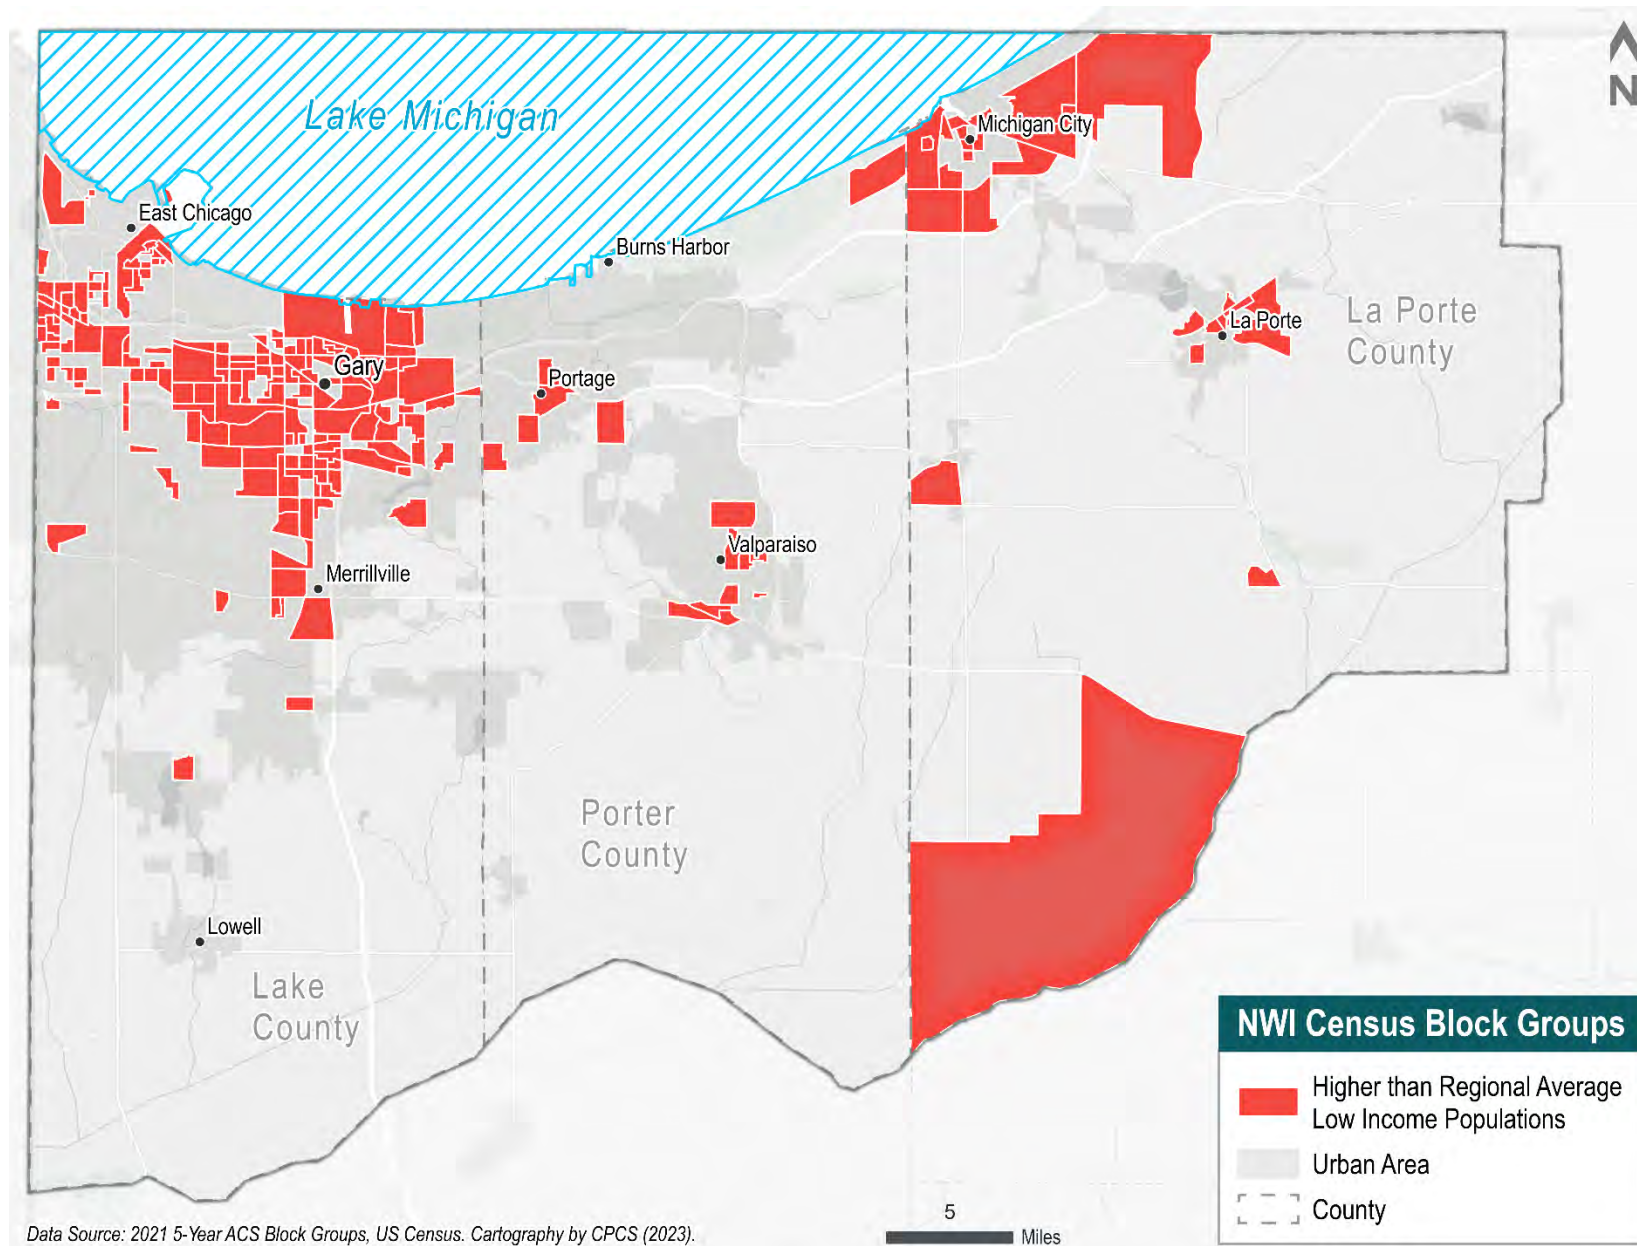 N
Lake Michigan
Michigan City
East Chicago
Burns Harbor
La Porte
County
La Porte
Gary
Portage
Valparaiso
Merrillville
Porter
County
Lowell
Lake
County
NWI Census Block Groups
Higher than Regional Average
Low Income Populations
Urban Area
County
5
Miles
Data Source: 2021 5-Year ACS Block Groups, US Census. Cartography by CPCS (2023).